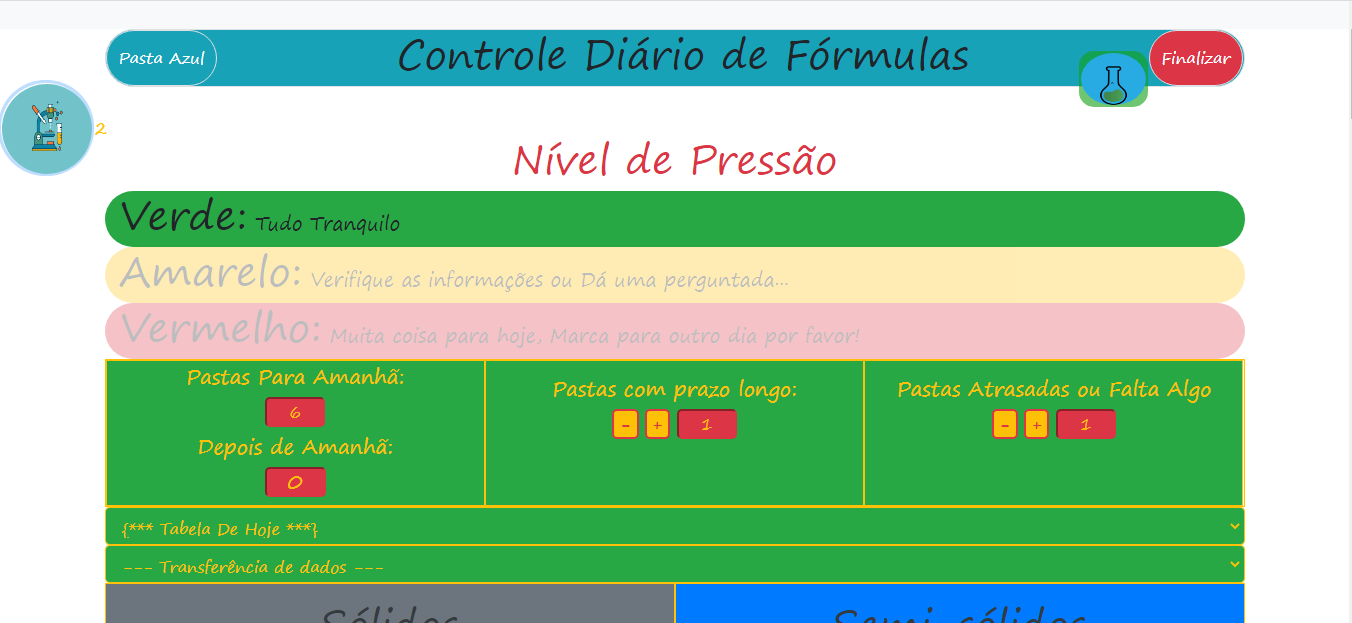 Pasta Azul
Controle Diário de Fórmulas
Finalizar
2
Nível de Pressão
Verde: Tudo Tranquilo
Amarelo: Verifique as informações ou Dá uma perguntada...
Vermelho: Muita coisa para hoje, Marca para outro dia por favor!
Pastas Para Amanhã:
6
Depois de Amanhã:
0
Pastas com prazo longo:
- + 1
Pastas Atrasadas ou Falta Algo
- + 1
{*** Tabela De Hoje ***}
--- Transferência de dados ---
Sólidos
Semi-sólidos